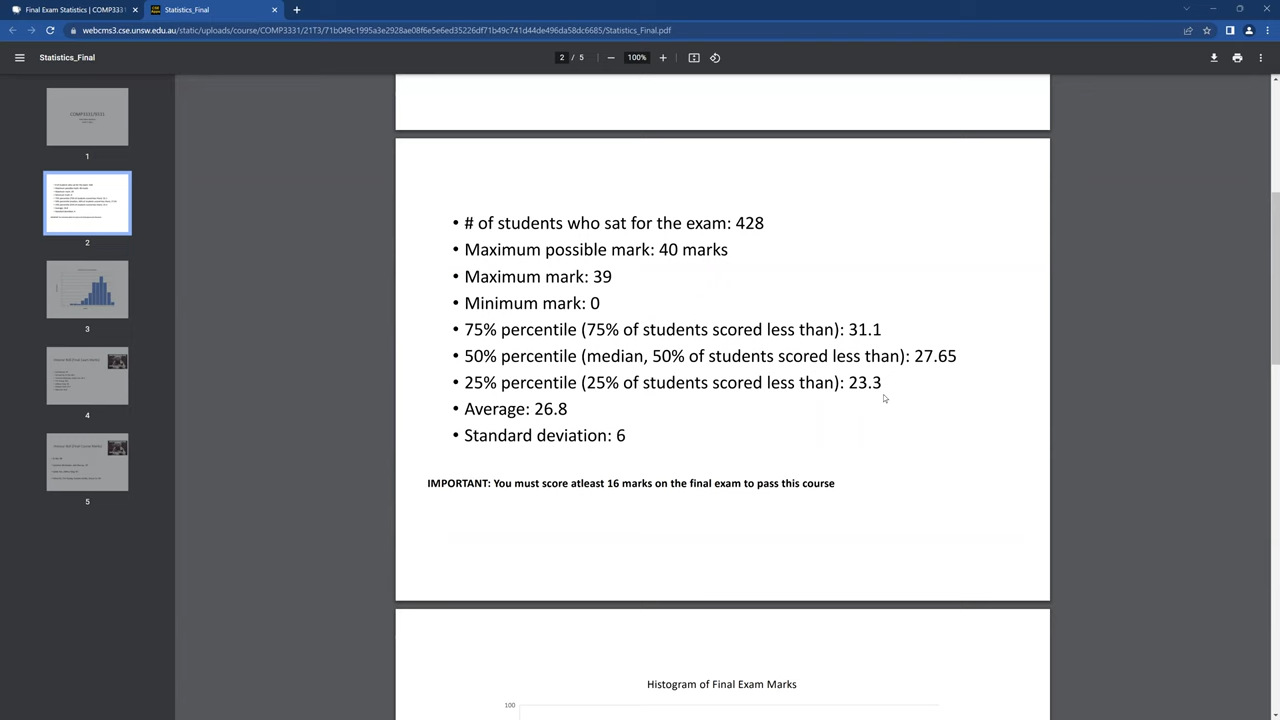 Final Exam Statistics | COMP3331
Statistics_Final
webcms3.cse.unsw.edu.au/static/uploads/course/COMP3331/21T3/71b049c1995a3e2928ae08f6e5e6ed35226df71b49c741d44de496da58dc6685/Statistics_Final.pdf
Statistics_Final
2 / 5
100%
1
2
3
4
5
• # of students who sat for the exam: 428
• Maximum possible mark: 40 marks
• Maximum mark: 39
• Minimum mark: 0
• 75% percentile (75% of students scored less than): 31.1
• 50% percentile (median, 50% of students scored less than): 27.65
• 25% percentile (25% of students scored less than): 23.3
• Average: 26.8
• Standard deviation: 6
IMPORTANT: You must score atleast 16 marks on the final exam to pass this course
Histogram of Final Exam Marks
100